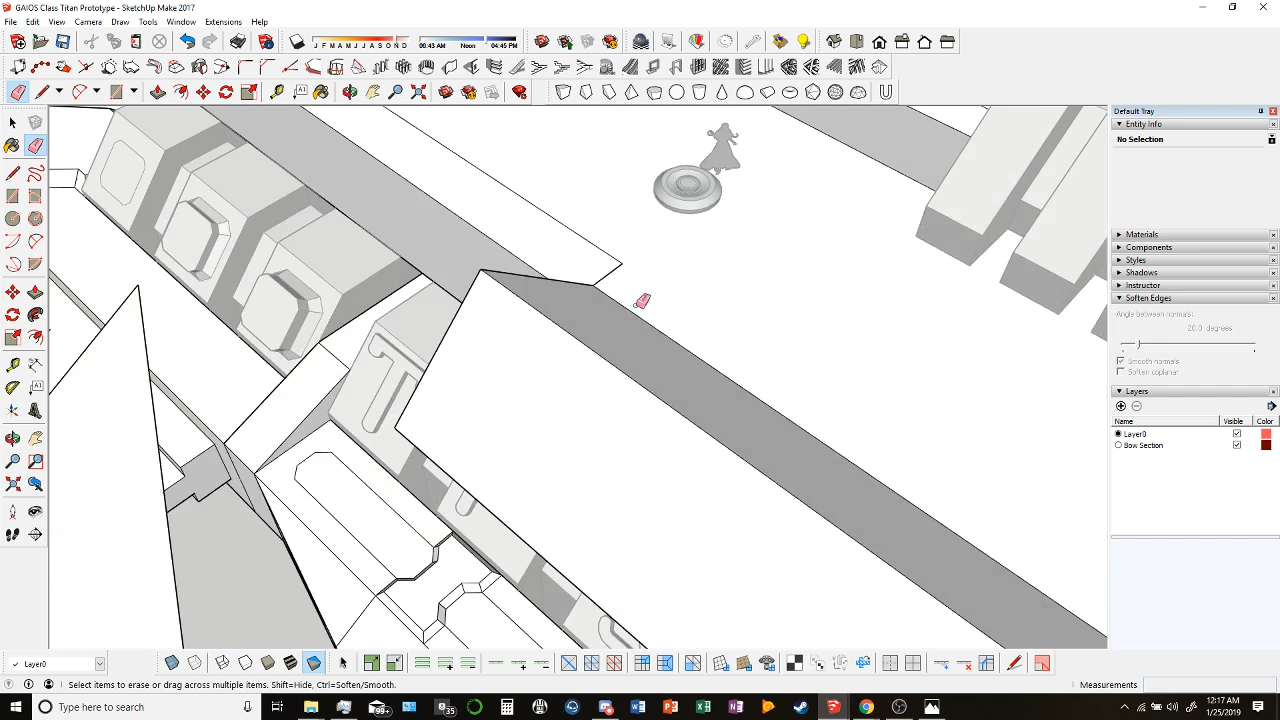 GAIOS Class Titan Prototype - SketchUp Make 2017
File Edit View Camera Draw Tools Window Extensions Help
J F M A M J J A S O N D 06:43 AM Noon 04:45 PM
Default Tray
Entity Info
No Selection
Materials
Components
Styles
Shadows
Instructor
Soften Edges
Angle between normals:
20.0 degrees
Smooth normals
Soften coplanar
Layers
Name Visible Color
Layer0
Bow Section
Layer0
Select items to erase or drag across multiple items. Shift=Hide, Ctrl=Soften/Smooth.
Measurements
Type here to search
99+
35
12:17 AM
1/25/2019